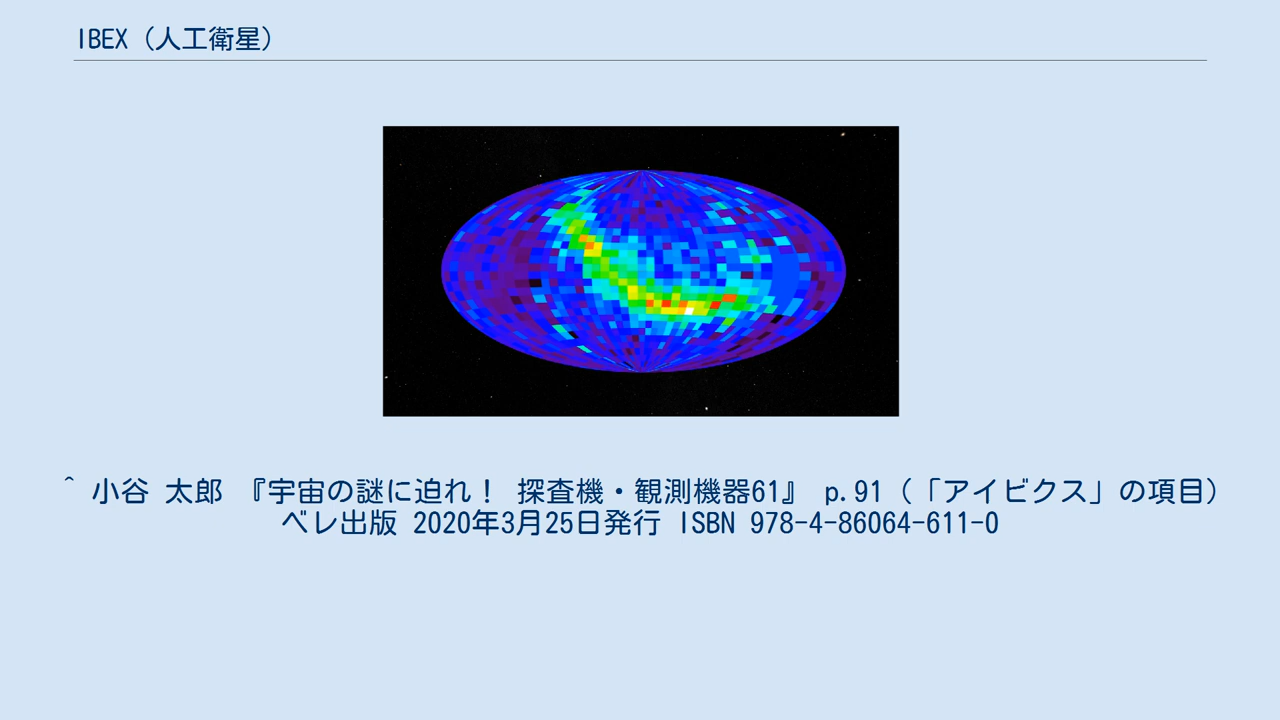 IBEX（人工衛星）
^ 小谷 太郎 『宇宙の謎に迫れ! 探査機・観測機器61』 p.91（「アイビクス」の項目）
ベレ出版 2020年3月25日発行 ISBN 978-4-86064-611-0